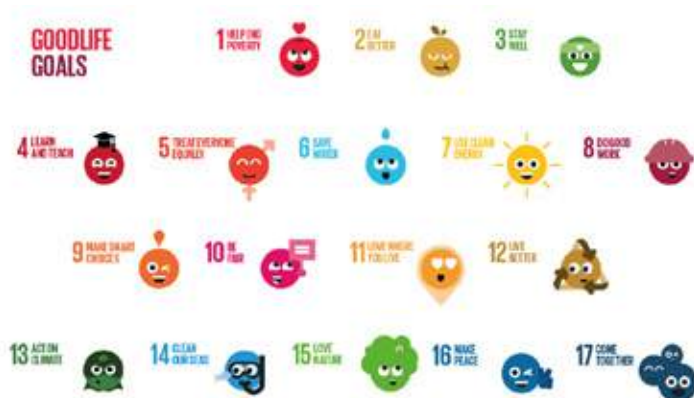 GOODLIFE
GOALS
1 HELP END
POVERTY
2 EAT
BETTER
3 STAY
WELL
4 LEARN
AND TEACH
5 TREAT EVERYONE
EQUALLY
6 SAVE
WATER
7 USE CLEAN
ENERGY
8 DO GOOD
WORK
9 MAKE SMART
CHOICES
10 BE
FAIR
11 LOVE WHERE
YOU LIVE
12 LIVE
BETTER
13 ACT ON
CLIMATE
14 CLEAN
OUR SEAS
15 LOVE
NATURE
16 MAKE
PEACE
17 COME
TOGETHER